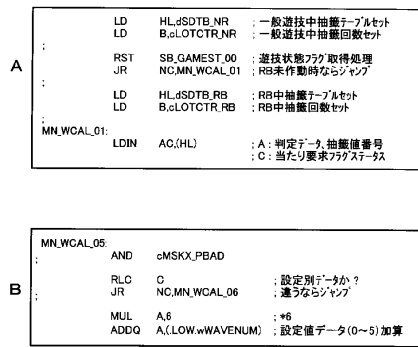 A
LD HL,dSDTB_NR ; 一般遊技中抽籤テーブルセット
LD B,cLOTCTR_NR ; 一般遊技中抽籤回数セット
;
RST SB_GAMEST_00 ; 遊技状態フラグ取得処理
JR NC,MN_WCAL_01 ; RB未作動時ならジャンプ
;
LD HL,dSDTB_RB ; RB中抽籤テーブルセット
LD B,cLOTCTR_RB ; RB中抽籤回数セット
;
MN_WCAL_01:
LDIN AC,(HL) ; A : 判定データ、抽籤値番号
; C : 当たり要求フラグステータス
B
MN_WCAL_05:
AND cMSKX_PBAD
;
RLC C ; 設定別データか ?
JR NC,MN_WCAL_06 ; 違うならジャンプ
;
MUL A,6 ; *6
ADDQ A,(.LOW.wWAVENUM) ; 設定値データ(0~5)加算